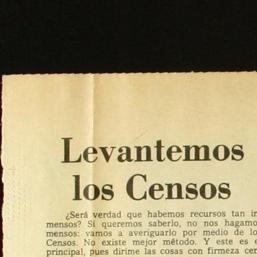 Levantemos
los Censos
¿Será verdad que habemos recursos tan in
mensos? Si queremos saberlo, no nos hagamo
mensos: vamos a averiguarlo por medio de lo
Censos. No existe mejor método. Y este es e
principal, pues dirime las cosas con firmeza cen